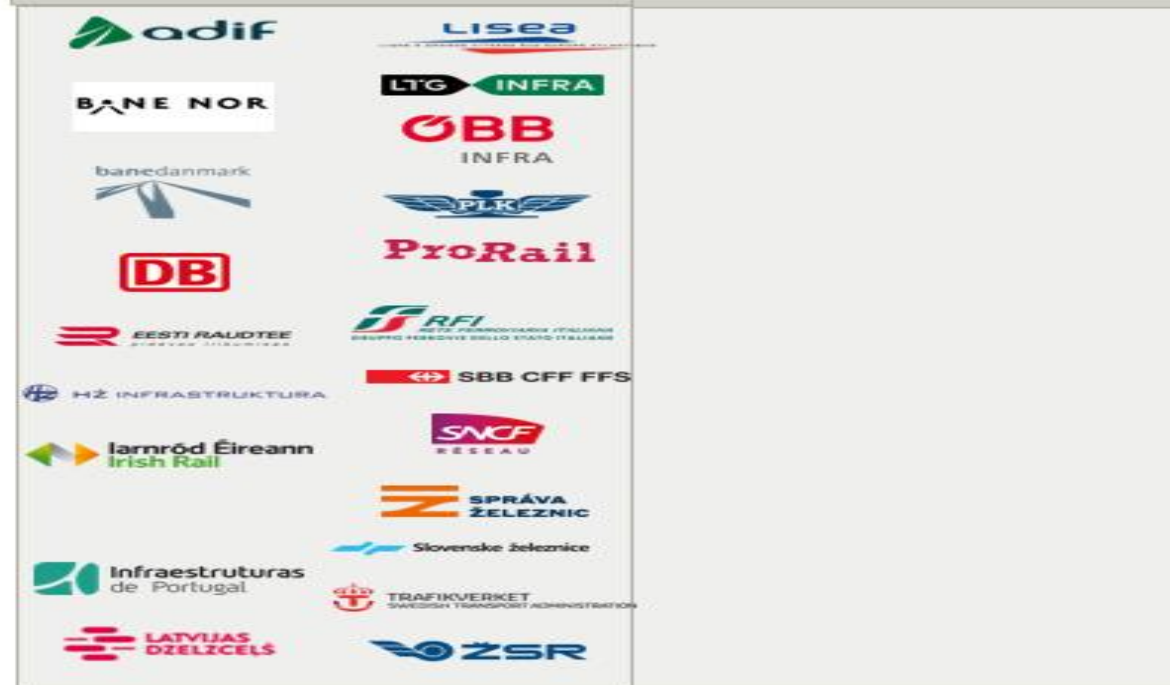 adif
BANE NOR
banedanmark
DB
EESTI RAUDTEE
HŽ INFRASTRUKTURA
Iarnród Éireann
Irish Rail
Infraestruturas
de Portugal
LATVIJAS
DZELZCEĻŠ
LISEA
LTG INFRA
ÖBB
INFRA
PLK
ProRail
RFI
RETE FERROVIARIA ITALIANA
GRUPPO FERROVIE DELLO STATO ITALIANE
SBB CFF FFS
SNCF
RÉSEAU
SPRÁVA
ŽELEZNIC
Slovenske železnice
TRAFIKVERKET
SWEDISH TRANSPORT ADMINISTRATION
ŽSR